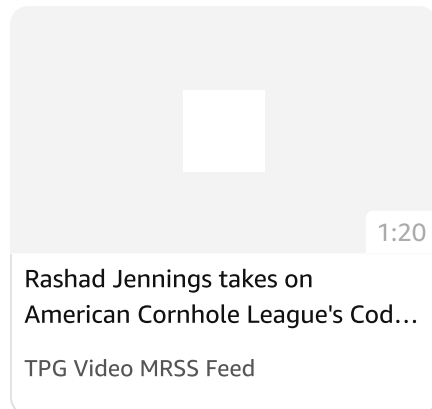 1:20
Rashad Jennings takes on
American Cornhole League's Cod...
TPG Video MRSS Feed